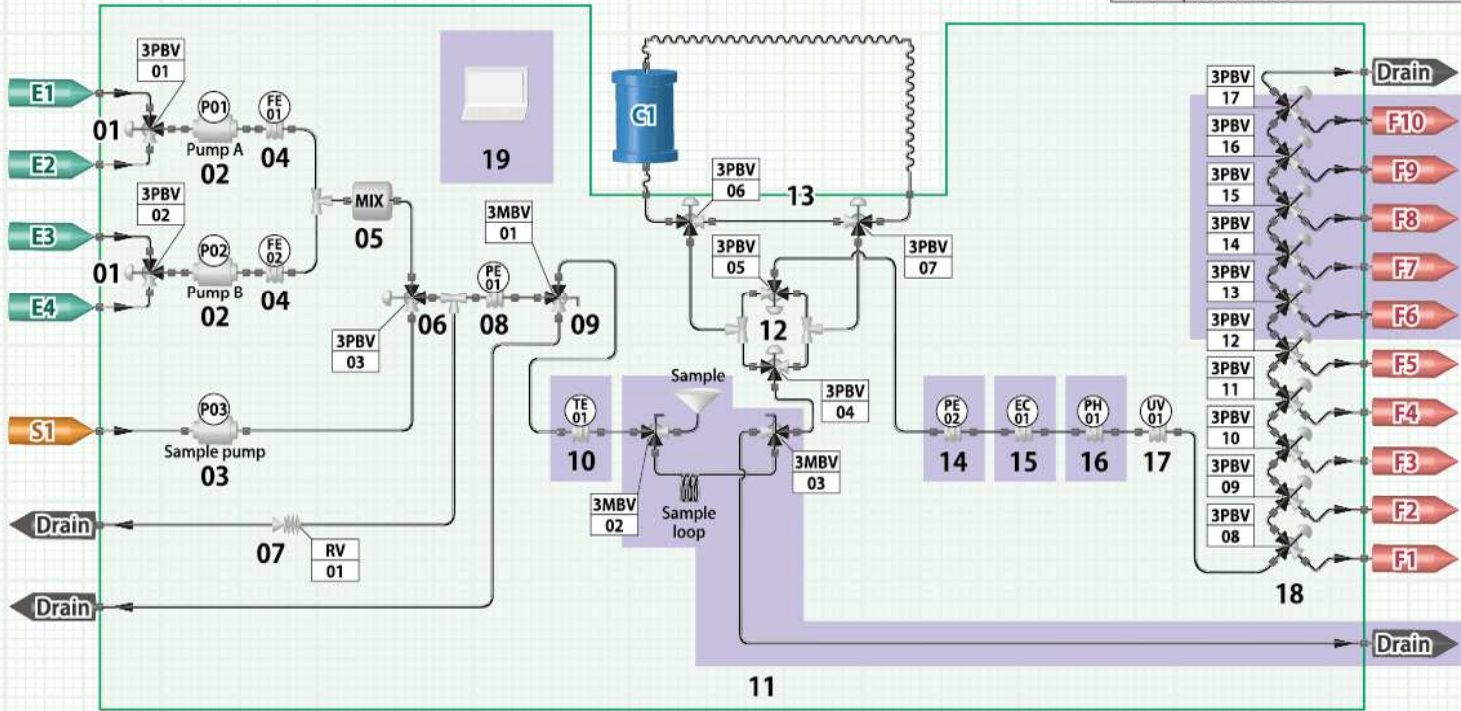 3PBV
01
E1
P01
FE
01
01
Pump A
02
04
E2
3PBV
02
E3
P02
FE
02
01
Pump B
02
04
E4
MIX
05
19
C1
13
3PBV
06
3PBV
07
3MBV
01
PE
01
06
08
09
3PBV
03
3PBV
05
12
3PBV
04
S1
P03
Sample pump
03
TE
01
10
Sample
3MBV
02
Sample
loop
3MBV
03
11
PE
02
14
EC
01
15
PH
01
16
UV
01
17
Drain
07
RV
01
Drain
3PBV
17
Drain
3PBV
16
F10
3PBV
15
F9
3PBV
14
F8
3PBV
13
F7
3PBV
12
F6
3PBV
11
F5
3PBV
10
F4
3PBV
09
F3
3PBV
08
F2
F1
18
Drain